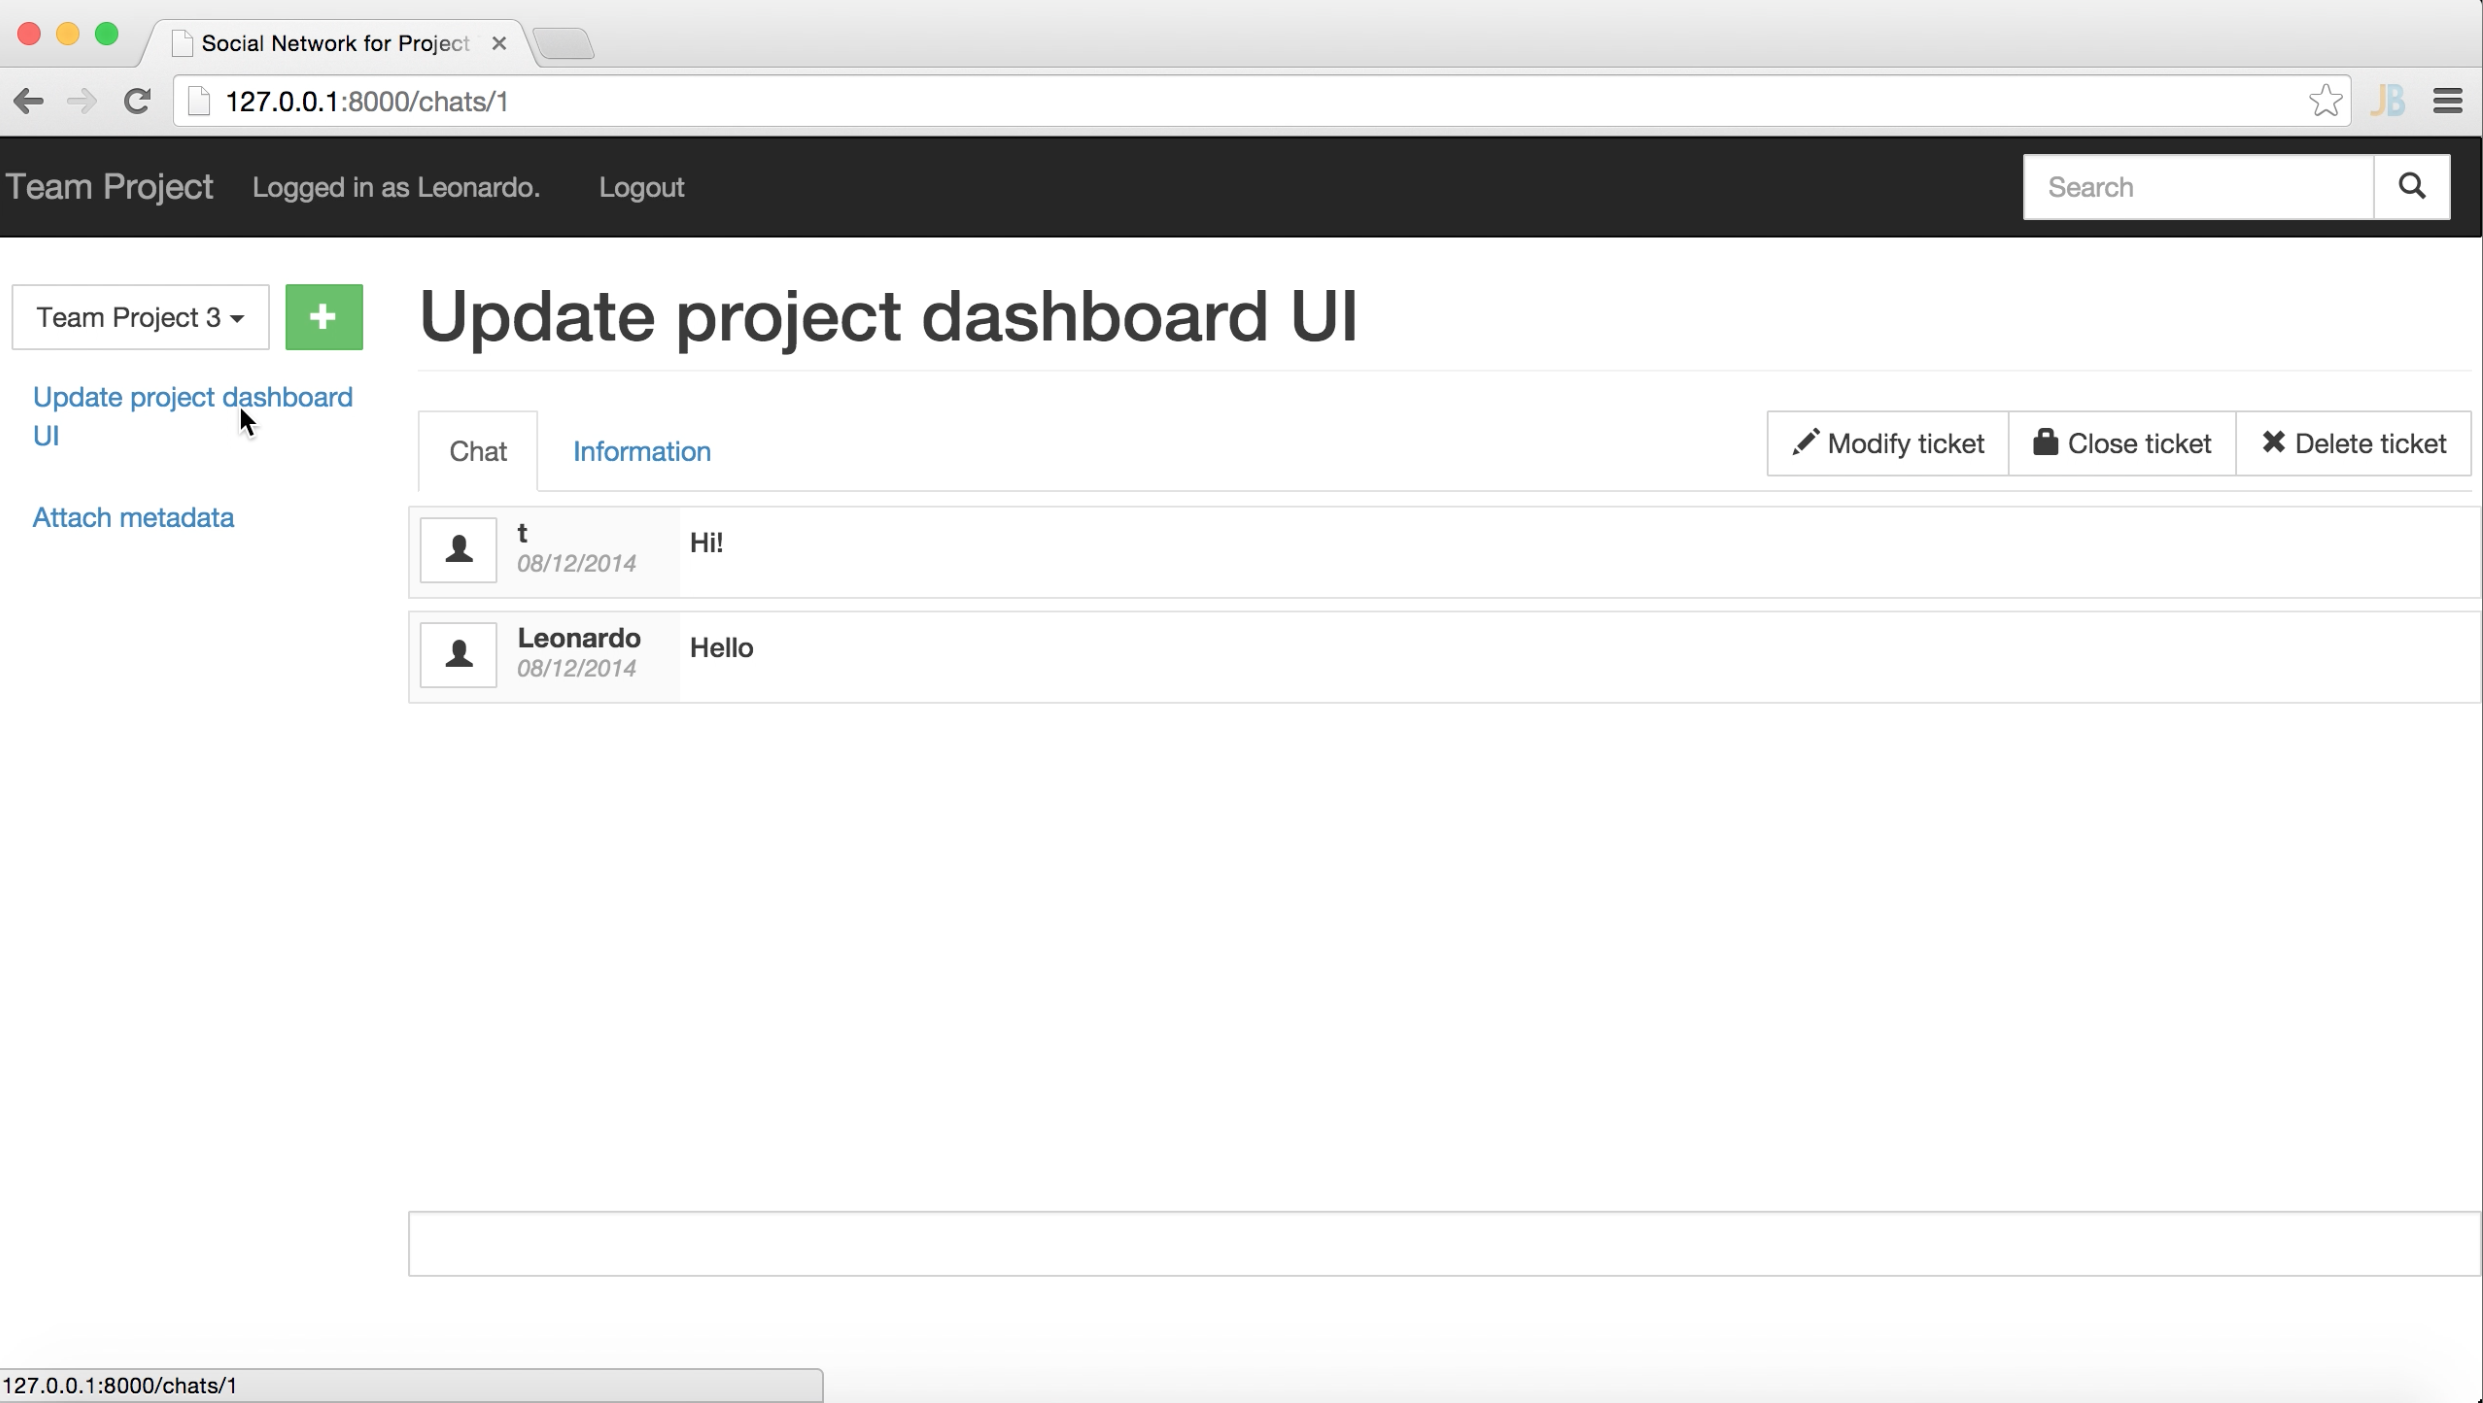 Social Network for Project
127.0.0.1:8000/chats/1
JB
Team Project Logged in as Leonardo. Logout Search
Team Project 3
Update project dashboard UI
Update project dashboard
UI
Attach metadata
Chat Information Modify ticket Close ticket Delete ticket
t
08/12/2014
Hi!
Leonardo
08/12/2014
Hello
127.0.0.1:8000/chats/1